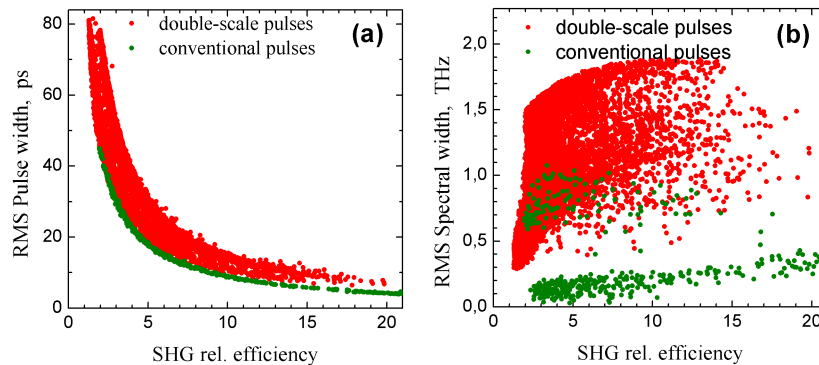 double-scale pulses
conventional pulses
(a)
RMS Pulse width, ps
80
60
40
20
0
0 5 10 15 20
SHG rel. efficiency
double-scale pulses
conventional pulses
(b)
RMS Spectral width, THz
2,0
1,5
1,0
0,5
0,0
0 5 10 15 20
SHG rel. efficiency